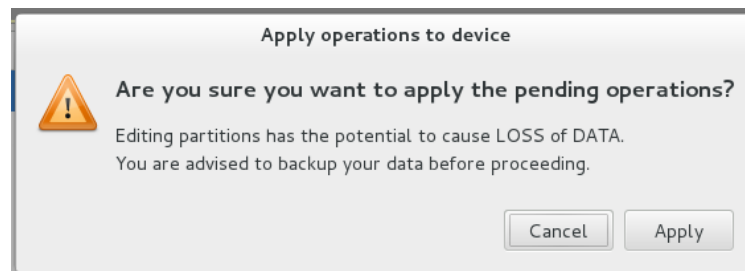 Apply operations to device
Are you sure you want to apply the pending operations?
Editing partitions has the potential to cause LOSS of DATA.
You are advised to backup your data before proceeding.
Cancel Apply